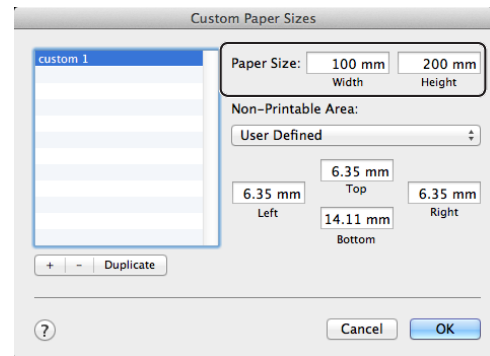 Custom Paper Sizes
custom 1
Paper Size: 100 mm 200 mm
Width Height
Non-Printable Area:
User Defined
6.35 mm
Top
6.35 mm 6.35 mm
Left Right
14.11 mm
Bottom
+ - Duplicate
? Cancel OK